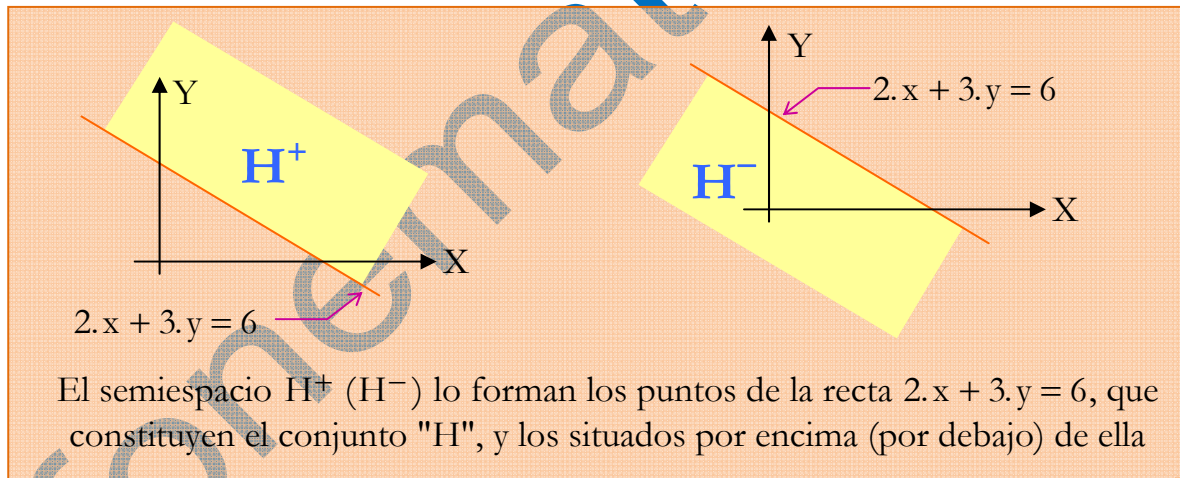 Y
H⁺
X
2.x + 3.y = 6
Y
2.x + 3.y = 6
H⁻
X
El semiespacio H⁺ (H⁻) lo forman los puntos de la recta 2.x + 3.y = 6, que
constituyen el conjunto "H", y los situados por encima (por debajo) de ella